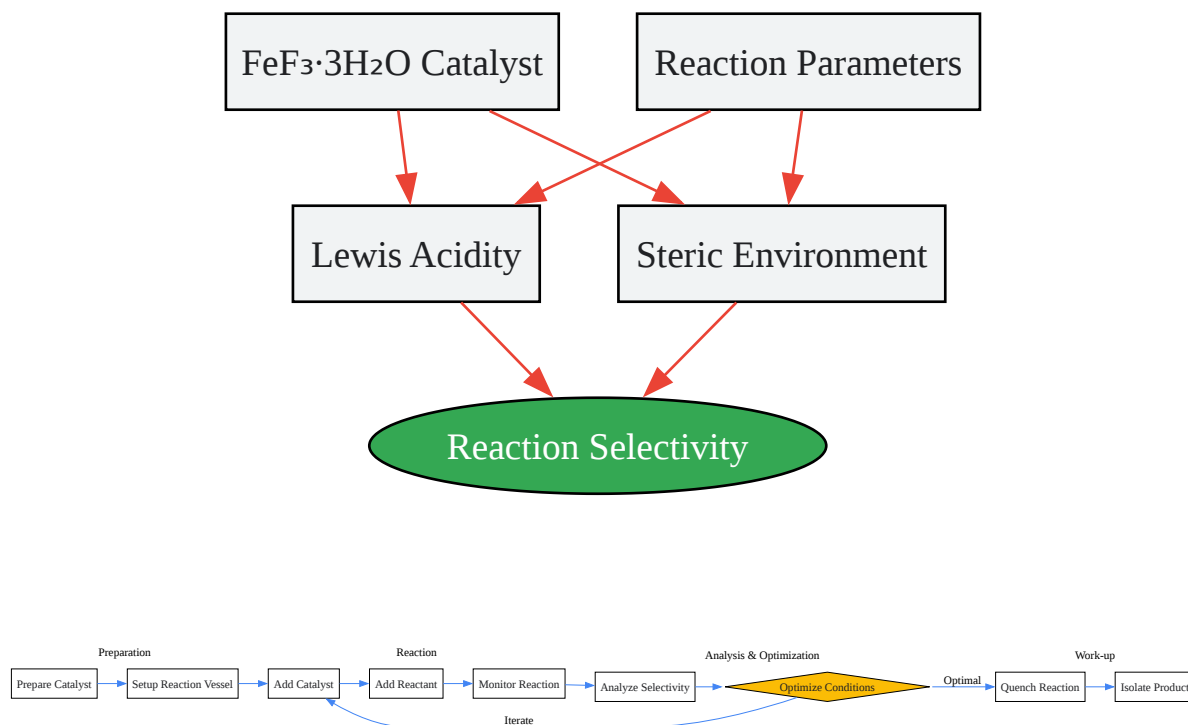 FeF₃·3H₂O Catalyst
Reaction Parameters
Lewis Acidity
Steric Environment
Reaction Selectivity
Preparation
Reaction
Analysis & Optimization
Work-up
Prepare Catalyst
Setup Reaction Vessel
Add Catalyst
Add Reactant
Monitor Reaction
Analyze Selectivity
Optimize Conditions
Optimal
Quench Reaction
Isolate Product
Iterate